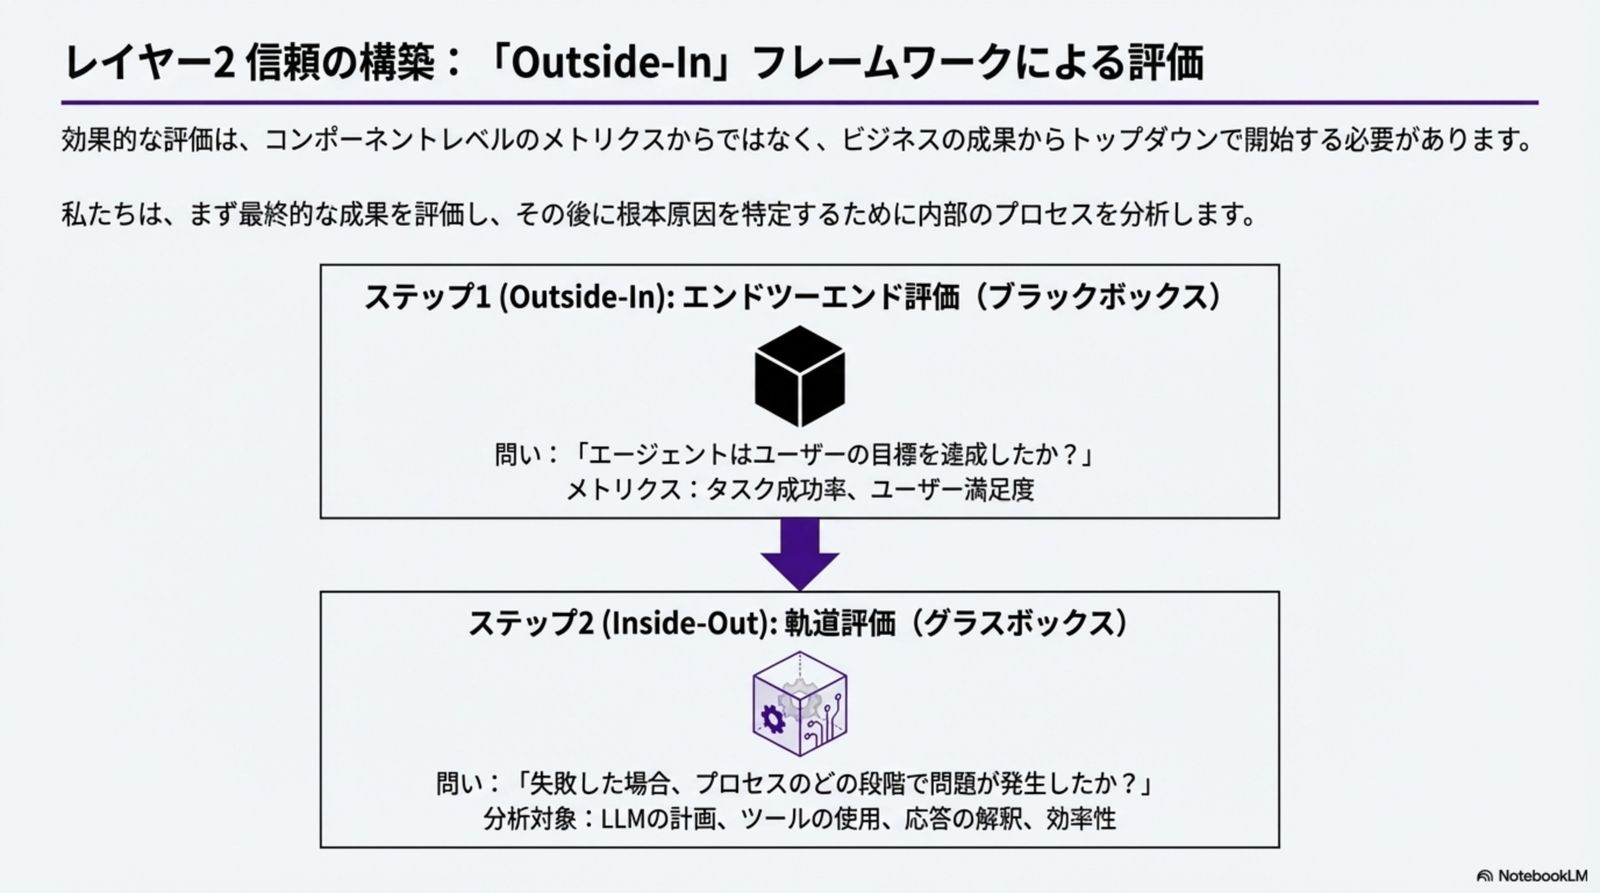 レイヤー2 信頼の構築：「Outside-In」フレームワークによる評価
効果的な評価は、コンポーネントレベルのメトリクスからではなく、ビジネスの成果からトップダウンで開始する必要があります。
私たちは、まず最終的な成果を評価し、その後に根本原因を特定するために内部のプロセスを分析します。
ステップ1 (Outside-In): エンドツーエンド評価（ブラックボックス）
問い：「エージェントはユーザーの目標を達成したか？」
メトリクス：タスク成功率、ユーザー満足度
ステップ2 (Inside-Out): 軌道評価（グラスボックス）
問い：「失敗した場合、プロセスのどの段階で問題が発生したか？」
分析対象：LLMの計画、ツールの使用、応答の解釈、効率性
NotebookLM